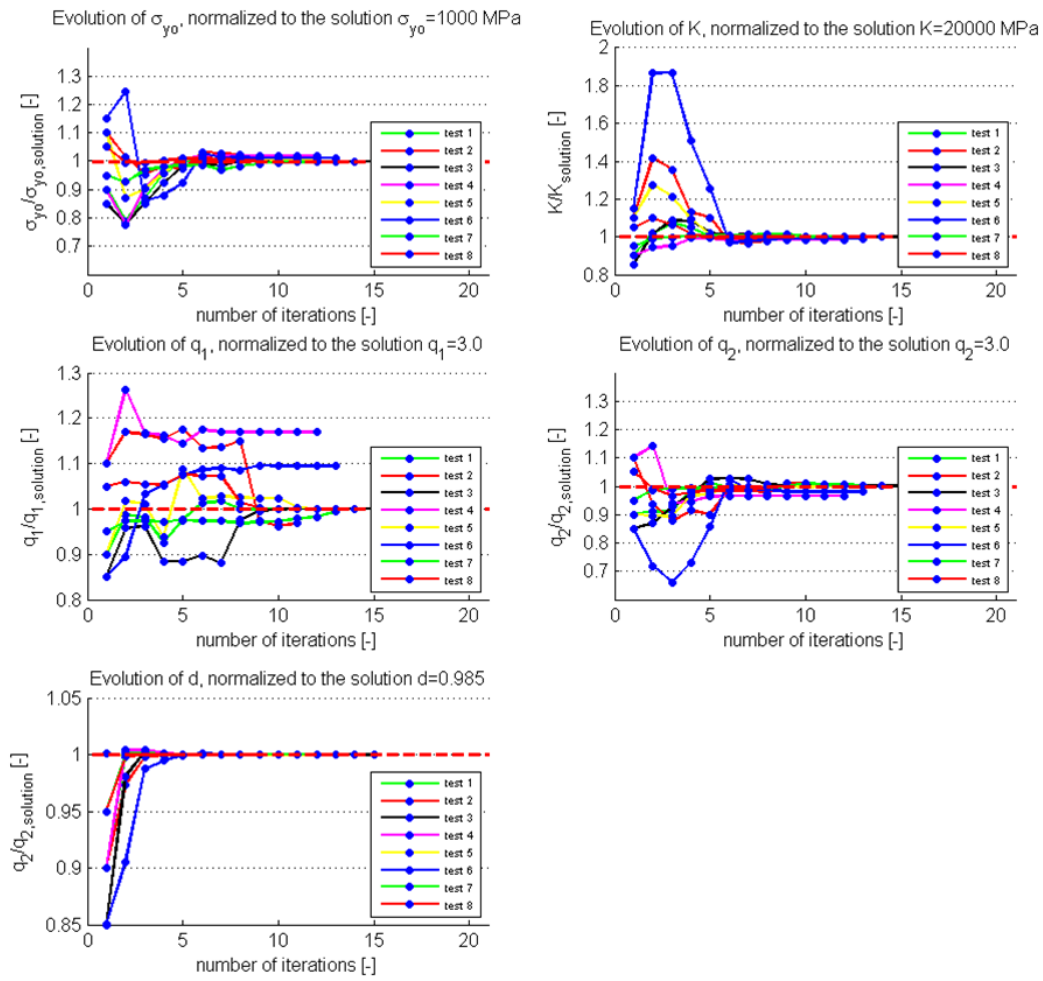 Evolution of σyo, normalized to the solution σyo=1000 MPa
σyo/σyo,solution [-]
1.3
1.2
1.1
1
0.9
0.8
0.7
0 5 10 15 20
number of iterations [-]
test 1
test 2
test 3
test 4
test 5
test 6
test 7
test 8
Evolution of K, normalized to the solution K=20000 MPa
K/Ksolution [-]
2
1.8
1.6
1.4
1.2
1
0.8
0 5 10 15 20
number of iterations [-]
test 1
test 2
test 3
test 4
test 5
test 6
test 7
test 8
Evolution of q1, normalized to the solution q1=3.0
q1/q1,solution [-]
1.3
1.2
1.1
1
0.9
0.8
0 5 10 15 20
number of iterations [-]
test 1
test 2
test 3
test 4
test 5
test 6
test 7
test 8
Evolution of q2, normalized to the solution q2=3.0
q2/q2,solution [-]
1.3
1.2
1.1
1
0.9
0.8
0.7
0 5 10 15 20
number of iterations [-]
test 1
test 2
test 3
test 4
test 5
test 6
test 7
test 8
Evolution of d, normalized to the solution d=0.985
q2/q2,solution [-]
1.05
1
0.95
0.9
0.85
0 5 10 15 20
number of iterations [-]
test 1
test 2
test 3
test 4
test 5
test 6
test 7
test 8